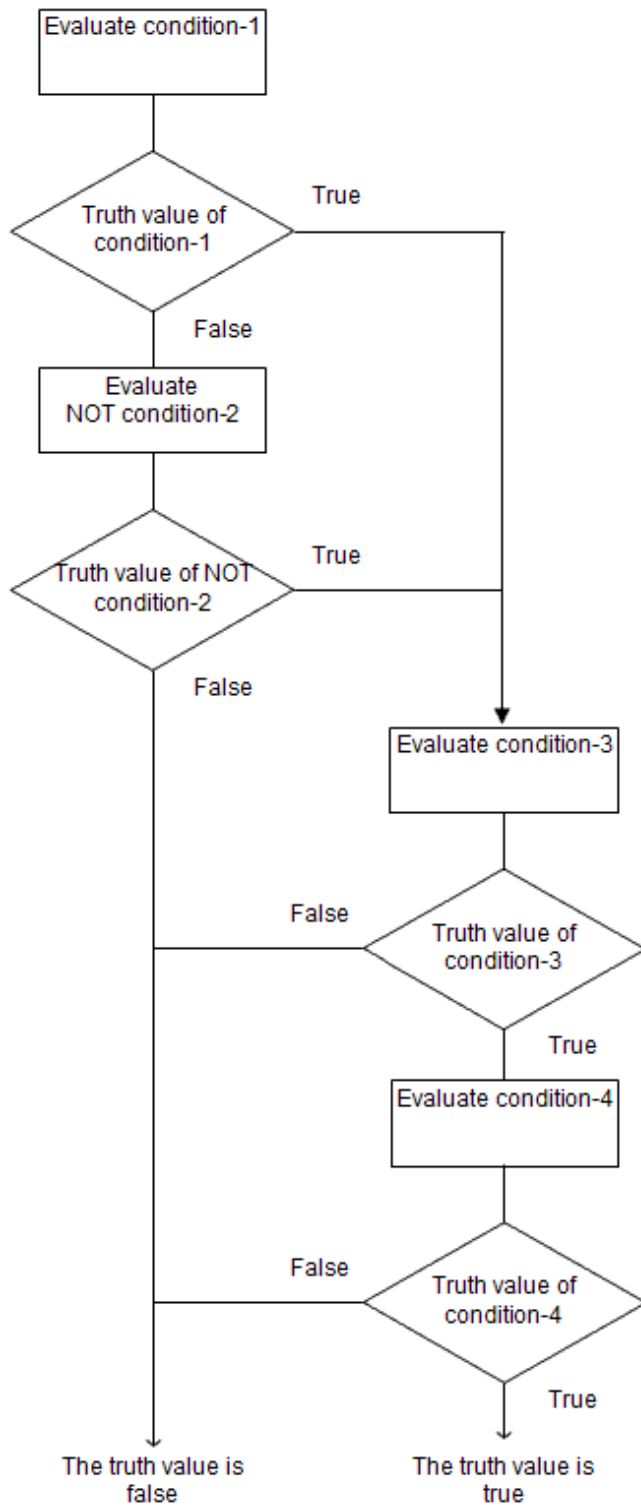 Evaluate condition-1
True
Truth value of
condition-1
False
Evaluate
NOT condition-2
True
Truth value of NOT
condition-2
False
Evaluate condition-3
False
Truth value of
condition-3
True
Evaluate condition-4
False
Truth value of
condition-4
True
The truth value is
false
The truth value is
true